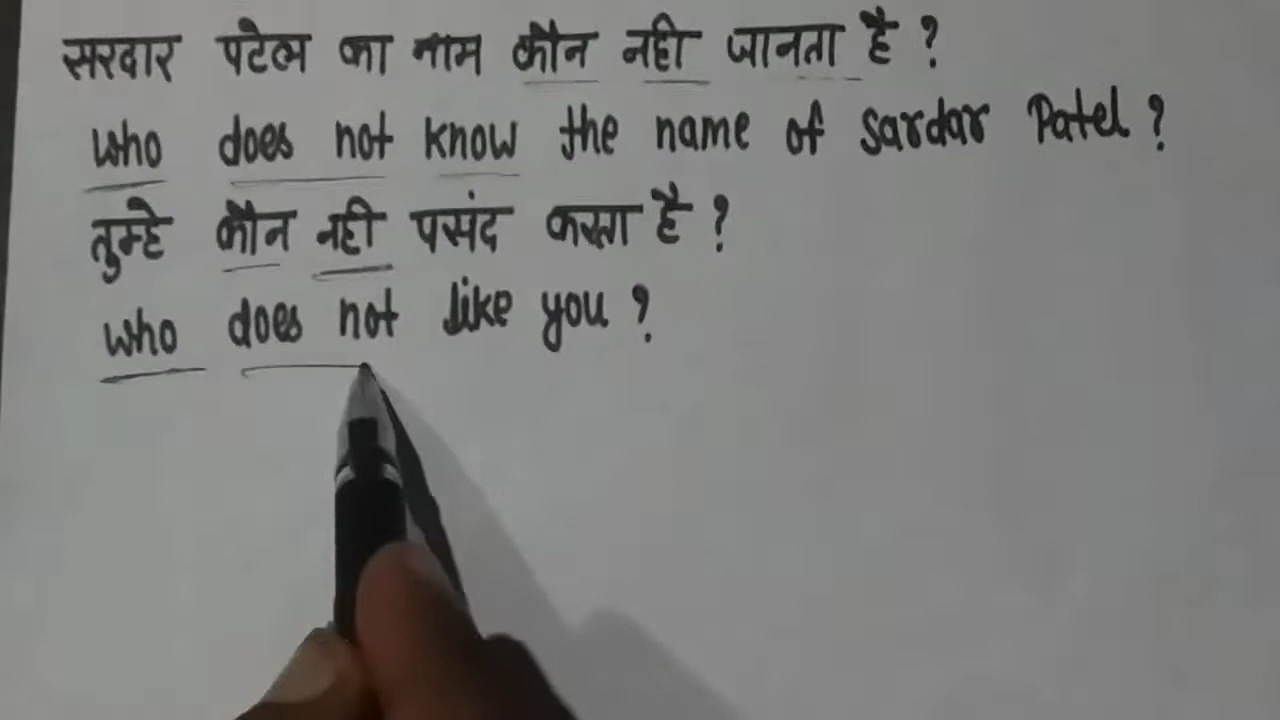 सरदार पटेल का नाम कौन नही जानता है ?
who does not know the name of Sardar Patel ?
तुम्हे कौन नही पसंद करता है ?
who does not like you ?